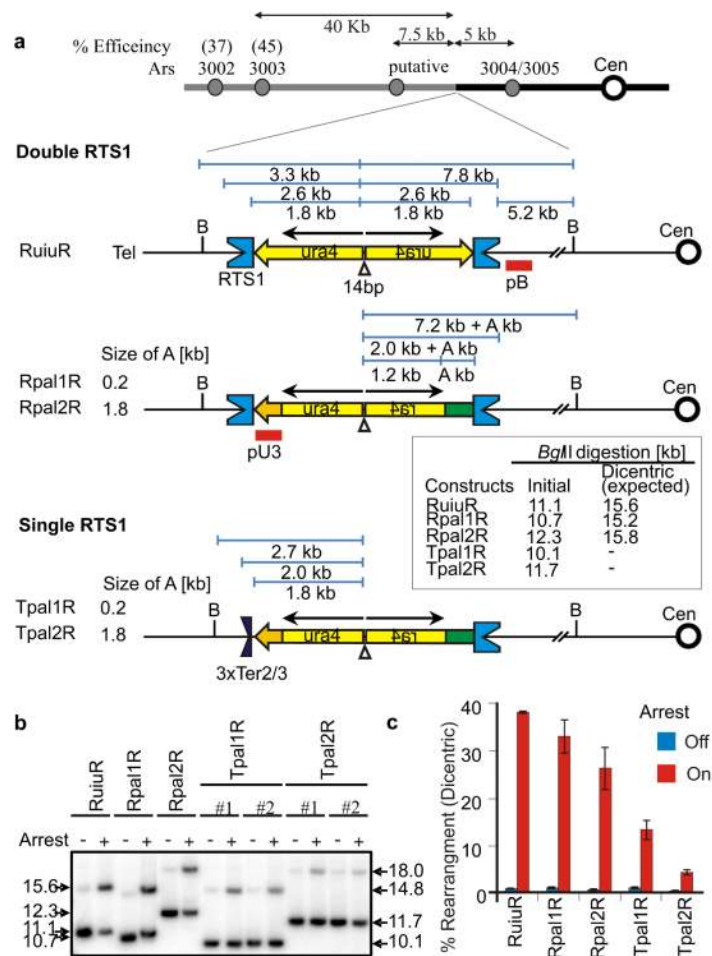 a
40 Kb
% Efficeincy (37) (45) 7.5 kb 5 kb
Ars 3002 3003 putative 3004/3005 Cen
Double RTS1
3.3 kb 7.8 kb
2.6 kb 2.6 kb
1.8 kb 1.8 kb 5.2 kb
B B Cen
RuiuR Tel ura4 ura4
RTS1 14bp pB
7.2 kb + A kb
Size of A [kb] 2.0 kb + A kb
Rpal1R 0.2 B 1.2 kb A kb B Cen
Rpal2R 1.8 ura4 ra4
pU3
BglII digestion [kb]
Constructs Initial Dicentric (expected)
RuiuR 11.1 15.6
Rpal1R 10.7 15.2
Rpal2R 12.3 15.8
Tpal1R 10.1 -
Tpal2R 11.7 -
Single RTS1
2.7 kb
Size of A [kb] 2.0 kb
Tpal1R 0.2 B 1.8 kb B Cen
Tpal2R 1.8 ura4 ra4
3xTer2/3
b
RuiuR Rpal1R Rpal2R Tpal1R Tpal2R
#1 #2 #1 #2
Arrest - + - + - + - + - + - + - +
15.6 18.0
14.8
12.3
11.1 11.7
10.7 10.1
c
% Rearrangment (Dicentric)
40
30
20
10
0
Arrest
Off
On
RuiuR Rpal1R Rpal2R Tpal1R Tpal2R